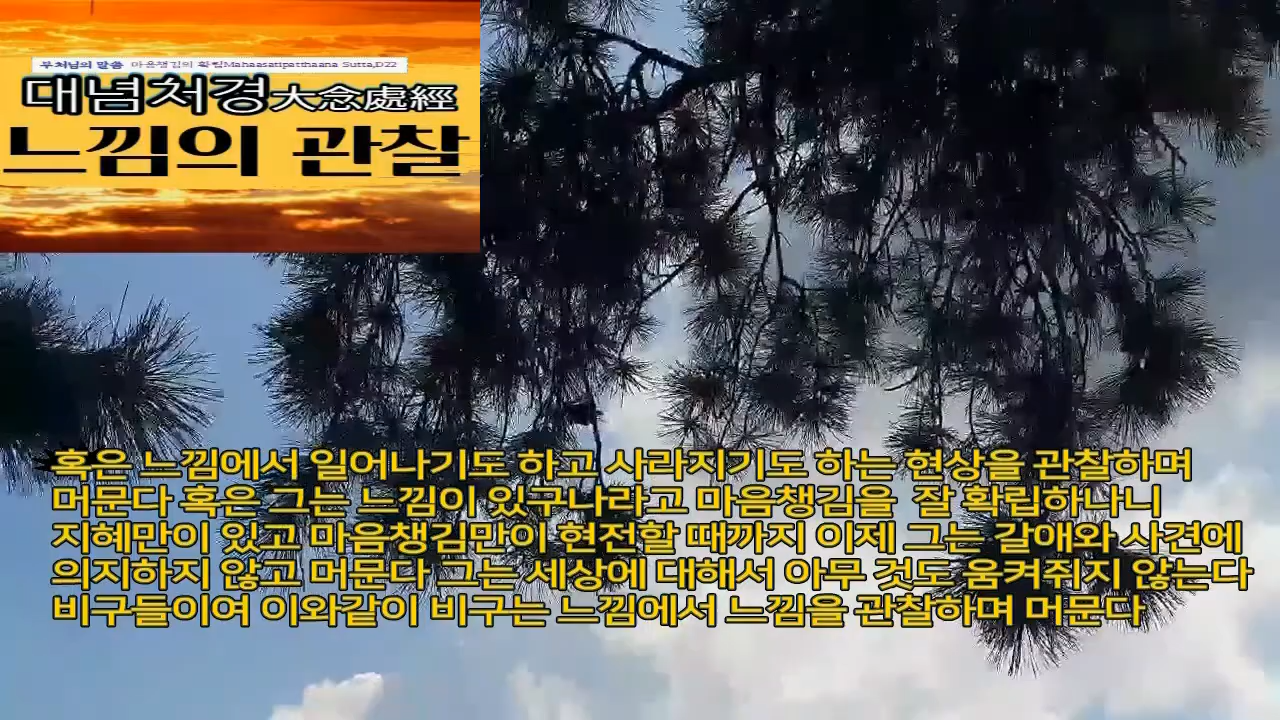 부처님의 말씀 마음챙김의 확립Mahaasatipatthaana Sutta,D22
대념처경大念處經
느낌의 관찰
혹은 느낌에서 일어나기도 하고 사라지기도 하는 현상을 관찰하며
머문다 혹은 그는 느낌이 있구나라고 마음챙김을 잘 확립하나니
지혜만이 있고 마음챙김만이 현전할 때까지 이제 그는 갈애와 사견에
의지하지 않고 머문다 그는 세상에 대해서 아무 것도 움켜쥐지 않는다
비구들이여 이와같이 비구는 느낌에서 느낌을 관찰하며 머문다